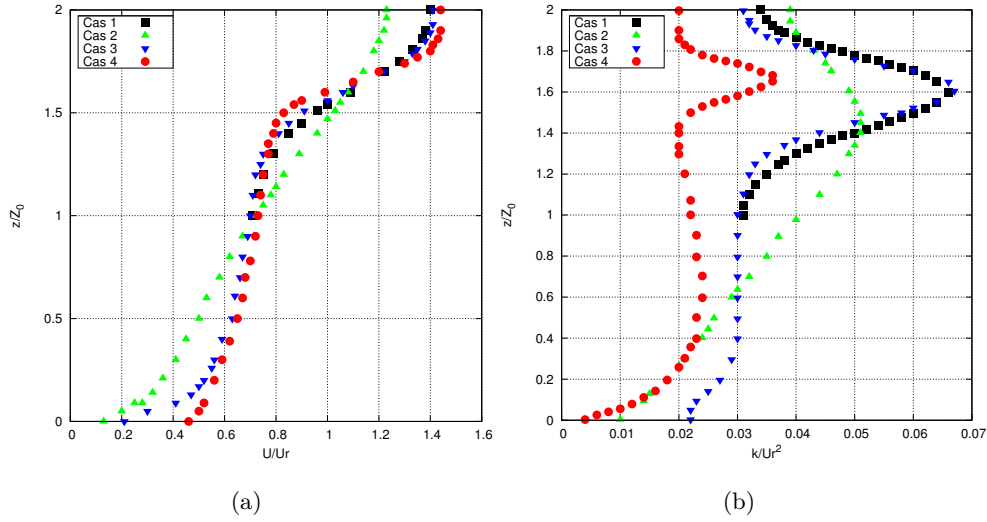 Cas 1
Cas 2
Cas 3
Cas 4
2
1.5
1
0.5
0
z/Z0
0 0.2 0.4 0.6 0.8 1 1.2 1.4 1.6
U/Ur
(a)
Cas 1
Cas 2
Cas 3
Cas 4
2
1.8
1.6
1.4
1.2
1
0.8
0.6
0.4
0.2
0
z/Z0
0.01 0.02 0.03 0.04 0.05 0.06 0.07
k/Ur²
(b)